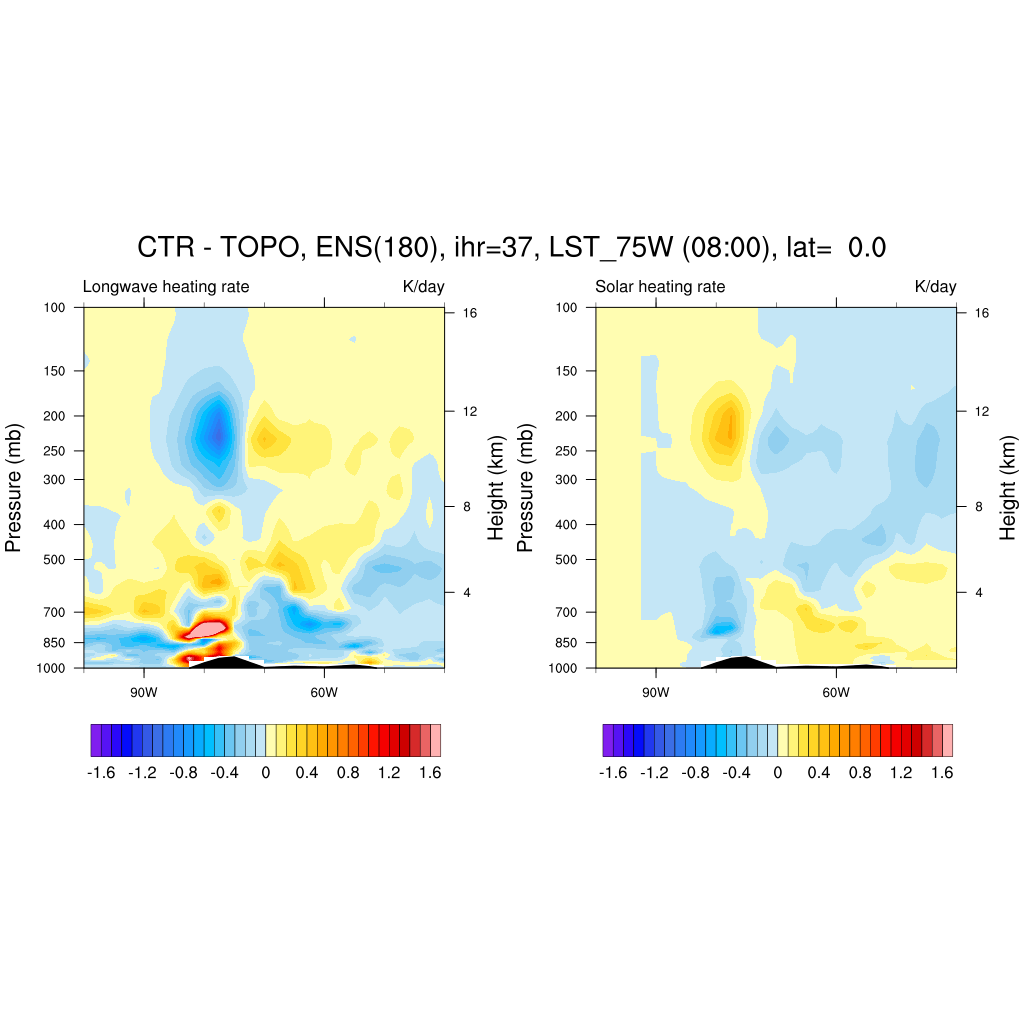 CTR - TOPO, ENS(180), ihr=37, LST_75W (08:00), lat=  0.0
Longwave heating rate K/day
Pressure (mb)
100
150
200
250
300
400
500
700
850
1000
16
12
8
4
Height (km)
90W 60W
-1.6 -1.2 -0.8 -0.4 0 0.4 0.8 1.2 1.6
Solar heating rate K/day
Pressure (mb)
100
150
200
250
300
400
500
700
850
1000
16
12
8
4
Height (km)
90W 60W
-1.6 -1.2 -0.8 -0.4 0 0.4 0.8 1.2 1.6